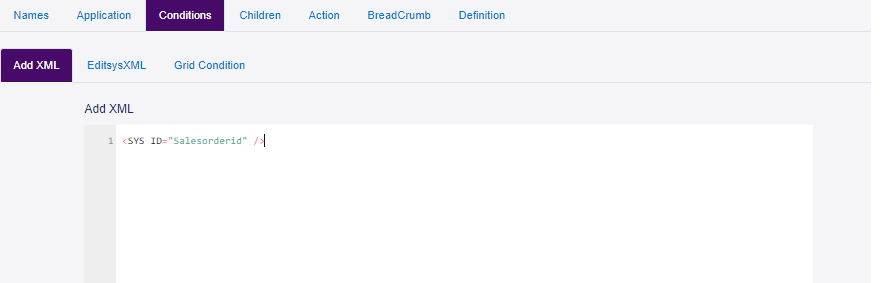 Names Application Conditions Children Action BreadCrumb Definition
Add XML EditsysXML Grid Condition
Add XML
1 <SYS ID="Salesorderid" />